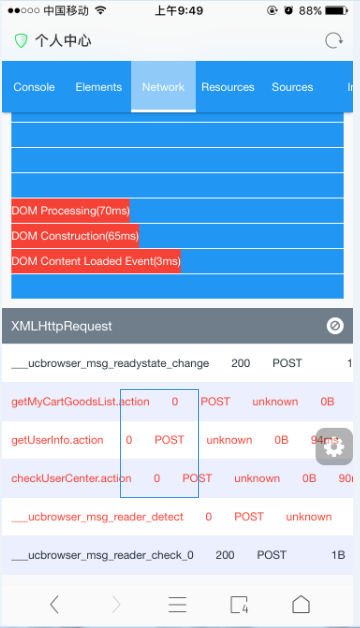 中国移动 上午9:49 88%
个人中心
Console Elements Network Resources Sources
DOM Processing(70ms)
DOM Construction(65ms)
DOM Content Loaded Event(3ms)
XMLHttpRequest
___ucbrowser_msg_readystate_change 200 POST 1
getMyCartGoodsList.action 0 POST unknown 0B
getUserInfo.action 0 POST unknown 0B 94ms
checkUserCenter.action 0 POST unknown 0B
___ucbrowser_msg_reader_detect 0 POST unknown
___ucbrowser_msg_reader_check_0 200 POST 1B
4